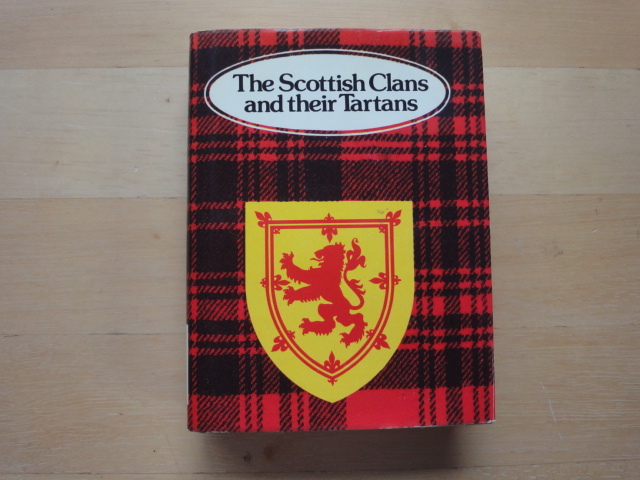 The Scottish Clans
and their Tartans